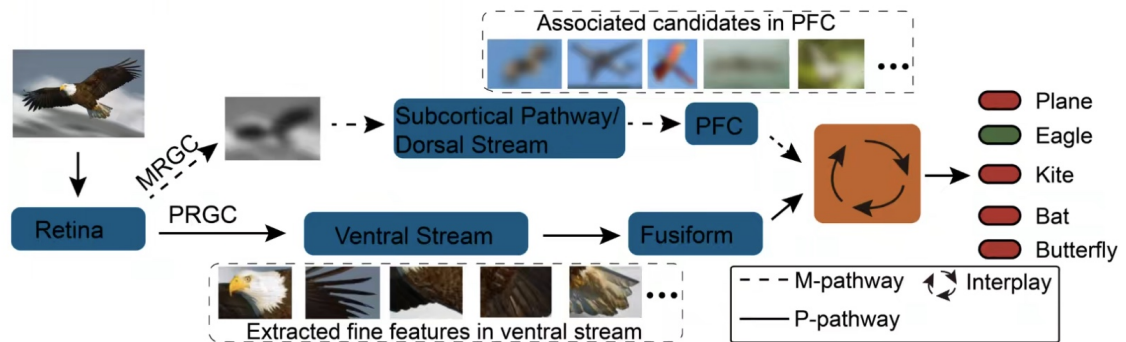 Associated candidates in PFC
MRGC
Subcortical Pathway/
Dorsal Stream
PFC
Plane
Eagle
Kite
Bat
Butterfly
Retina
PRGC
Ventral Stream
Fusiform
Extracted fine features in ventral stream
M-pathway
Interplay
P-pathway